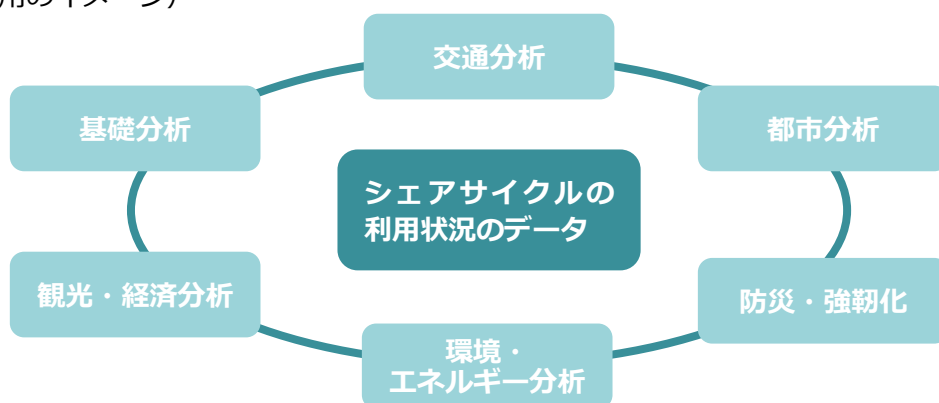 用のイメージ）
交通分析
基礎分析
都市分析
シェアサイクルの
利用状況のデータ
観光・経済分析
防災・強靭化
環境・
エネルギー分析